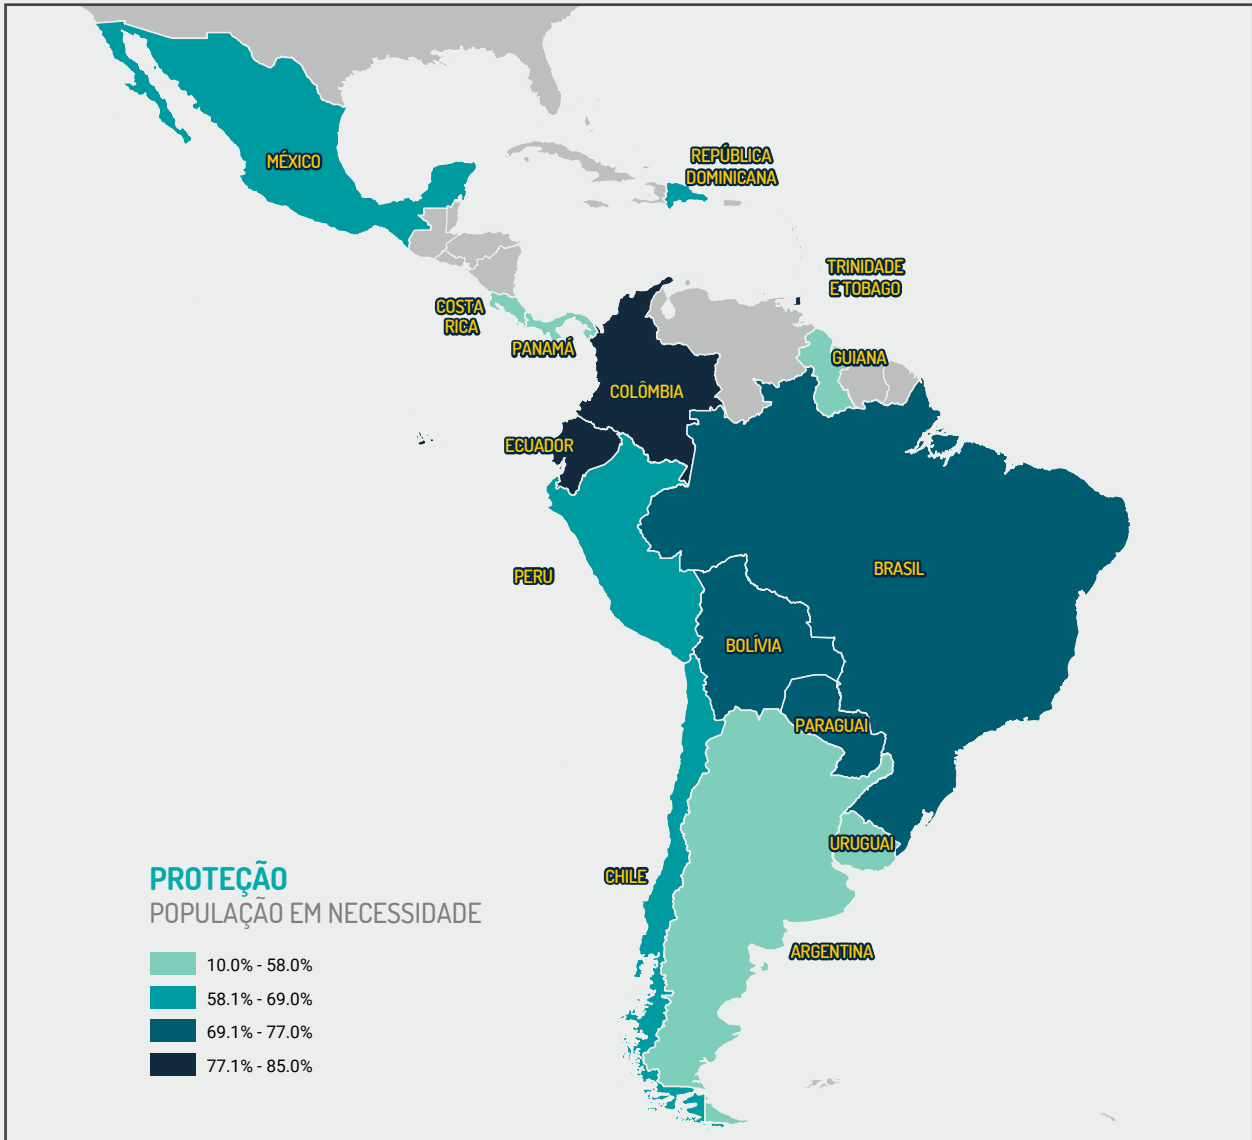 MÉXICO
REPÚBLICA
DOMINICANA
TRINIDADE
E TOBAGO
COSTA
RICA
PANAMÁ
GUIANA
COLÔMBIA
ECUADOR
PERU
BRASIL
BOLÍVIA
PARAGUAI
URUGUAI
CHILE
ARGENTINA
PROTEÇÃO
POPULAÇÃO EM NECESSIDADE
10.0% - 58.0%
58.1% - 69.0%
69.1% - 77.0%
77.1% - 85.0%